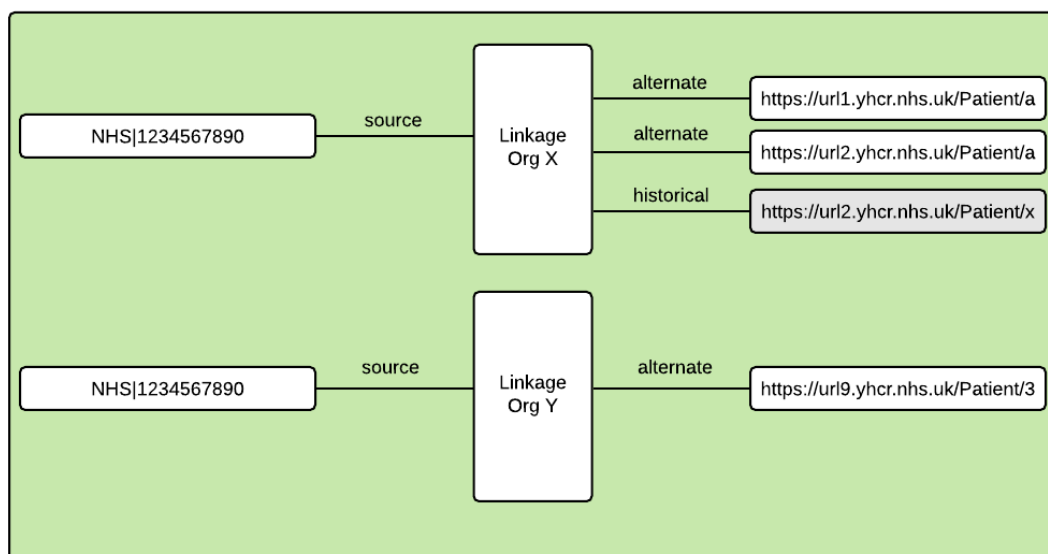 NHS|1234567890
source
Linkage
Org X
alternate
https://url1.yhcr.nhs.uk/Patient/a
alternate
https://url2.yhcr.nhs.uk/Patient/a
historical
https://url2.yhcr.nhs.uk/Patient/x
NHS|1234567890
source
Linkage
Org Y
alternate
https://url9.yhcr.nhs.uk/Patient/3